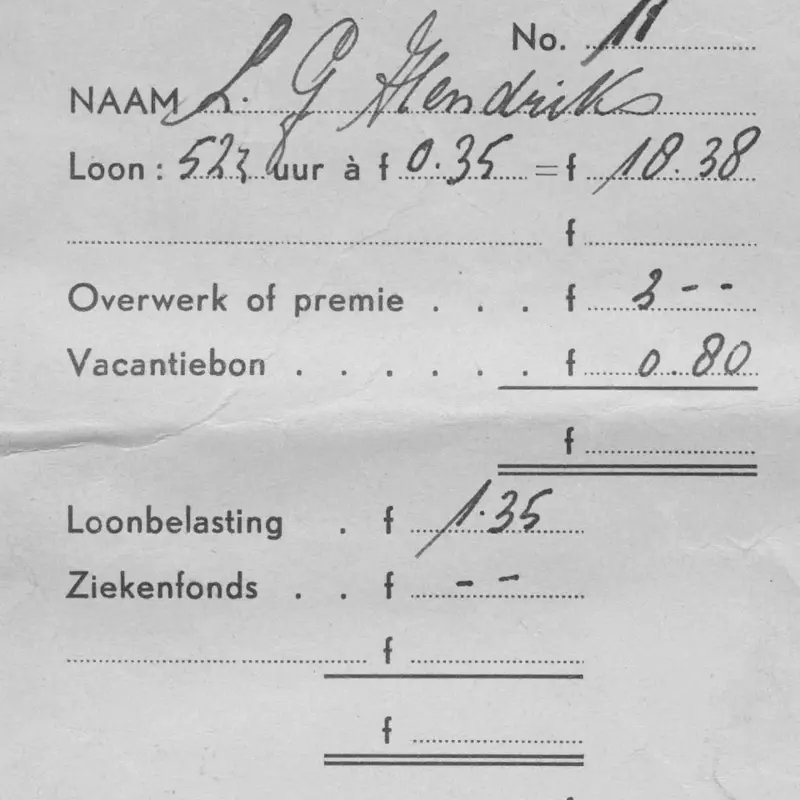 No. 11
NAAM L. G Hendriks
Loon: 52½ uur à f 0.35 = f 18.38
f
Overwerk of premie . . . f 3 - -
Vacantiebon . . . . . . f 0.80
f
Loonbelasting . f 1.35
Ziekenfonds . . f - -
f
f